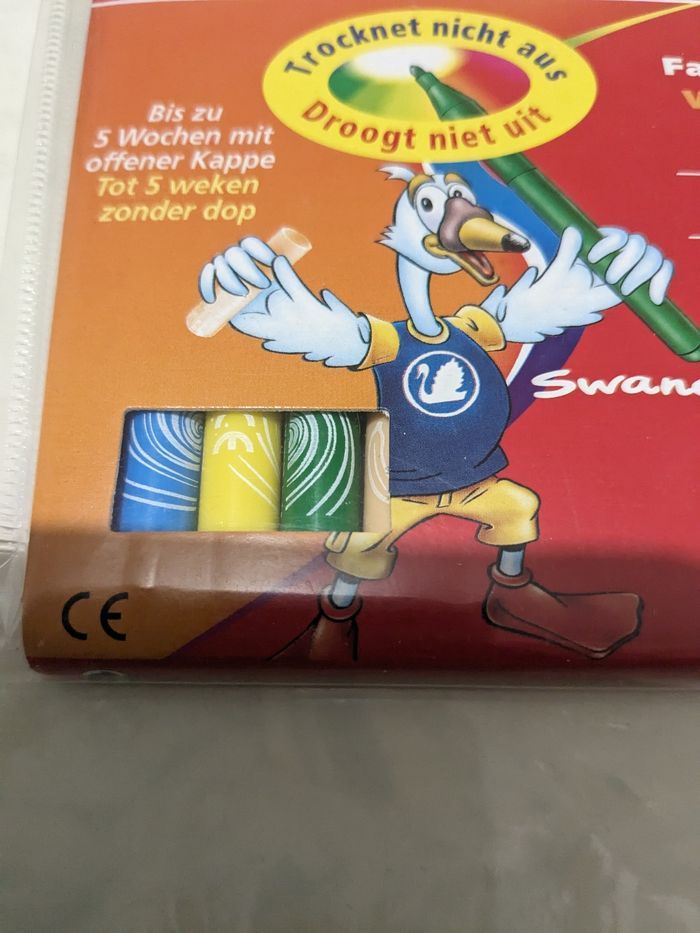 Trocknet nicht aus
Droogt niet uit
Bis zu
5 Wochen mit
offener Kappe
Tot 5 weken
zonder dop
CE
CE